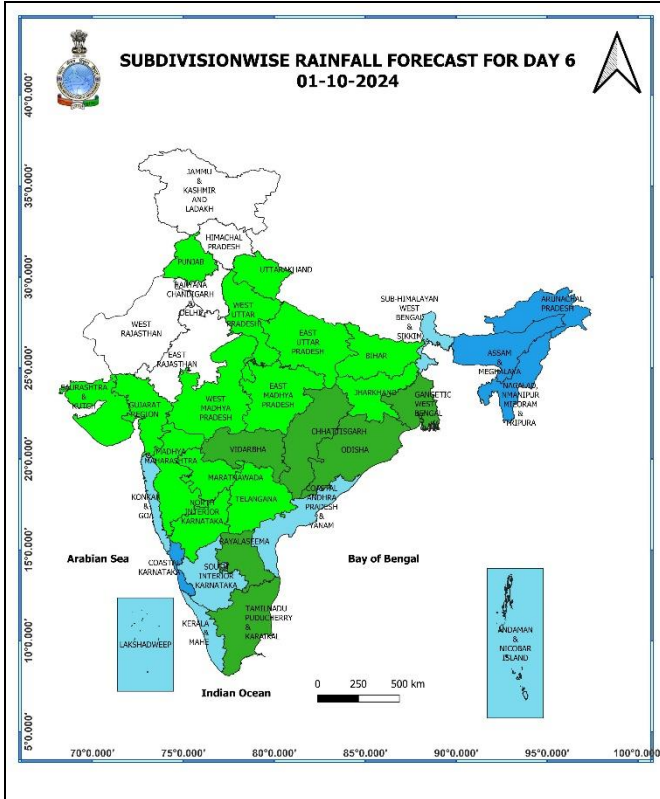 SUBDIVISIONWISE RAINFALL FORECAST FOR DAY 6
01-10-2024
40°0.000'
35°0.000'
30°0.000'
25°0.000'
20°0.000'
15°0.000'
10°0.000'
5°0.000'
JAMMU
&
KASHMIR
AND
LADAKH
HIMACHAL
PRADESH
PUNJAB
UTTARAKHAND
HARYANA
CHANDIGARH
&
DELHI
WEST
RAJASTHAN
WEST
UTTAR
PRADESH
EAST
UTTAR
PRADESH
SUB-HIMALAYAN
WEST
BENGAL
&
SIKKIM
ARUNACHAL
PRADESH
EAST
RAJASTHAN
BIHAR
ASSAM
&
MEGHALAYA
SAURASHTRA
&
KUTCH
GUJARAT
REGION
WEST
MADHYA
PRADESH
EAST
MADHYA
PRADESH
JHARKHAND
GANGETIC
WEST
BENGAL
NAGALAD,
NMANIPUR
MIPORAM
&
TRIPURA
CHHATTISGARH
VIDARBHA
ODISHA
MADHYA
MAHARASHTRA
MARATHWADA
KONKAN
&
GOA
NORTH
INTERIOR
KARNATAKA
TELANGANA
COASTAL
ANDHRA
PRADESH
&
YANAM
RAYALASEEMA
Arabian Sea
Bay of Bengal
COASTAL
KARNATAKA
SOUTH
INTERIOR
KARNATAKA
LAKSHADWEEP
KERALA
&
MAHE
TAMILNADU
PUDUCHERRY
&
KARAIKAL
ANDAMAN
&
NICOBAR
ISLAND
Indian Ocean
0 250 500 km
70°0.000' 75°0.000' 80°0.000' 85°0.000' 90°0.000' 95°0.000' 100°0.000'